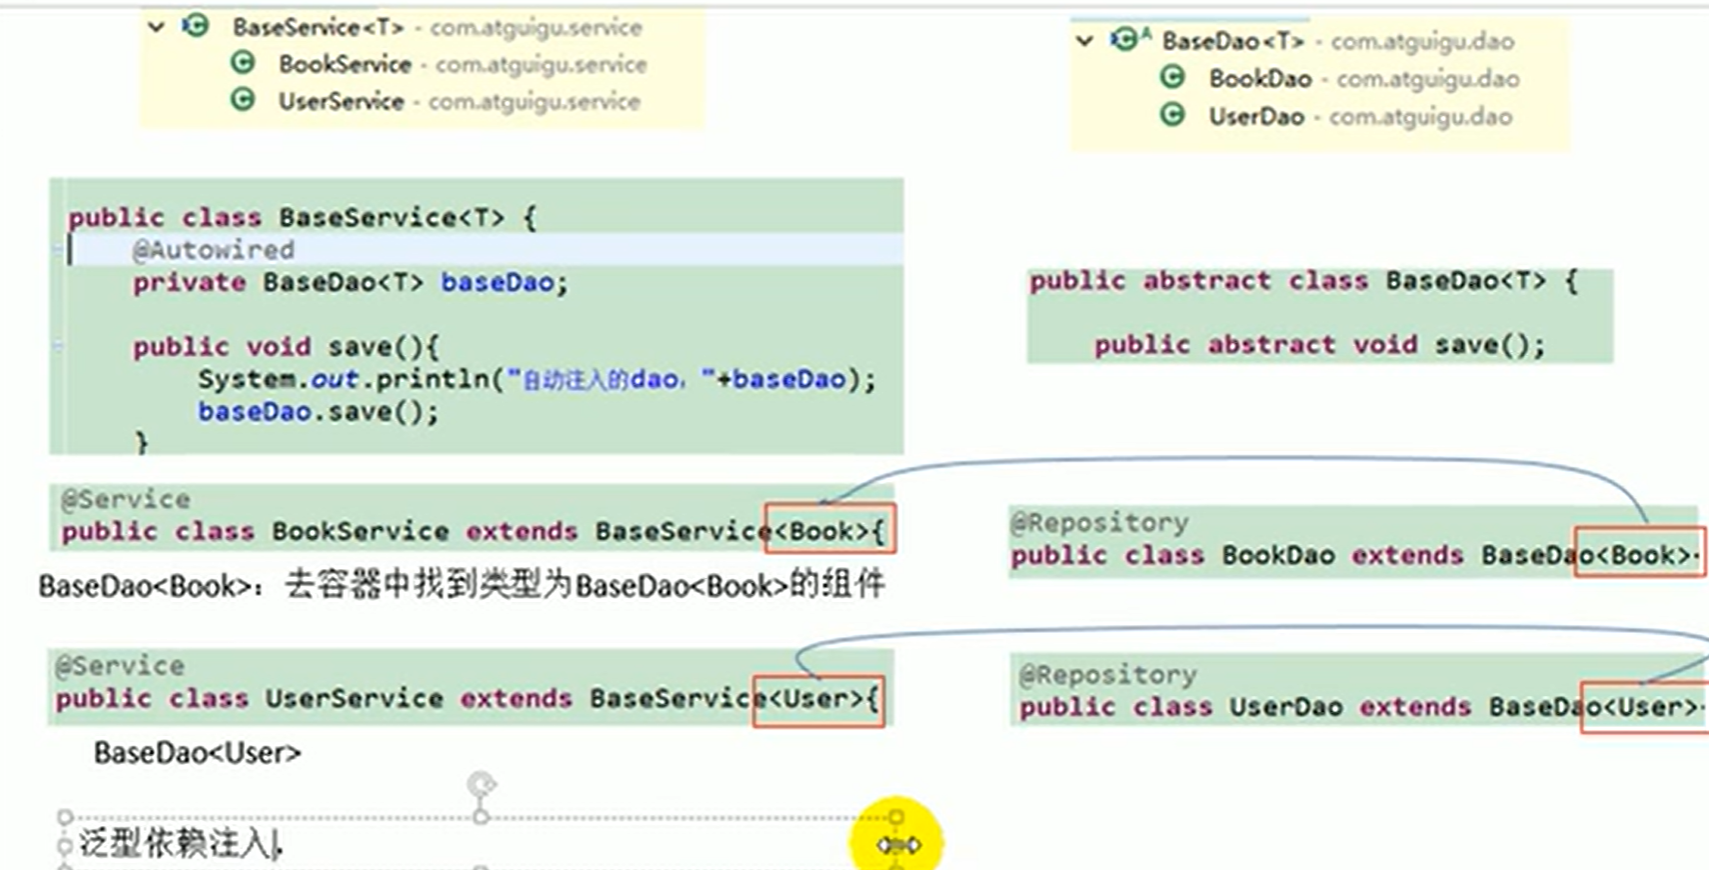 BaseService<T> - com.atguigu.service
BookService - com.atguigu.service
UserService - com.atguigu.service
BaseDao<T> - com.atguigu.dao
BookDao - com.atguigu.dao
UserDao - com.atguigu.dao
public class BaseService<T> {
@Autowired
private BaseDao<T> baseDao;
public void save(){
System.out.println("自动注入的dao："+baseDao);
baseDao.save();
}
public abstract class BaseDao<T> {
public abstract void save();
@Service
public class BookService extends BaseService<Book>{
BaseDao<Book>：去容器中找到类型为BaseDao<Book>的组件
@Repository
public class BookDao extends BaseDao<Book>
@Service
public class UserService extends BaseService<User>{
BaseDao<User>
@Repository
public class UserDao extends BaseDao<User>
泛型依赖注入.